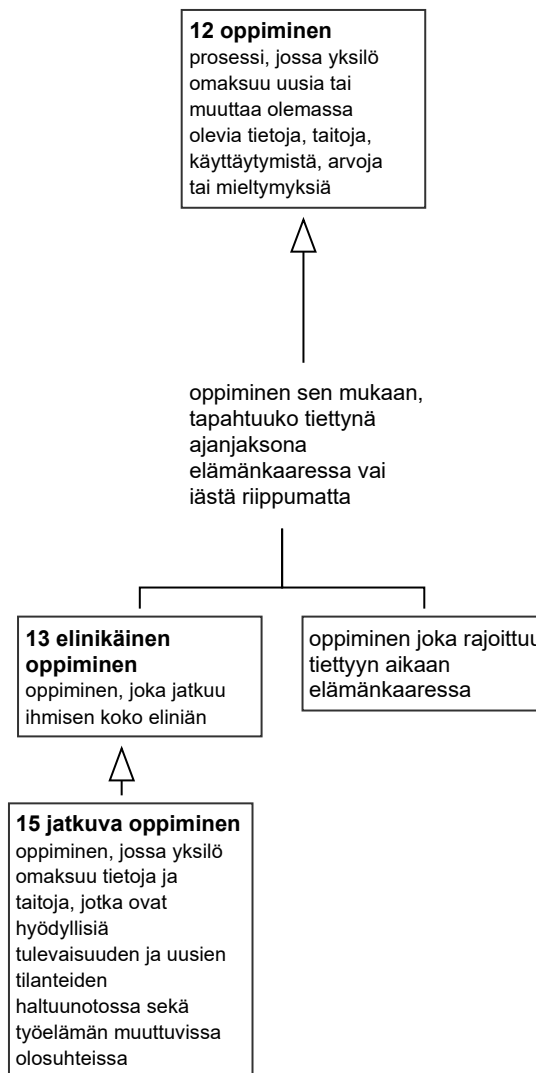 12 oppiminen
prosessi, jossa yksilö
omaksuu uusia tai
muuttaa olemassa
olevia tietoja, taitoja,
käyttäytymistä, arvoja
tai mieltymyksiä
oppiminen sen mukaan,
tapahtuuko tiettynä
ajanjaksona
elämänkaaressa vai
iästä riippumatta
13 elinikäinen
oppiminen
oppiminen, joka jatkuu
ihmisen koko eliniän
oppiminen joka rajoittuu
tiettyyn aikaan
elämänkaaressa
15 jatkuva oppiminen
oppiminen, jossa yksilö
omaksuu tietoja ja
taitoja, jotka ovat
hyödyllisiä
tulevaisuuden ja uusien
tilanteiden
haltuunotossa sekä
työelämän muuttuvissa
olosuhteissa